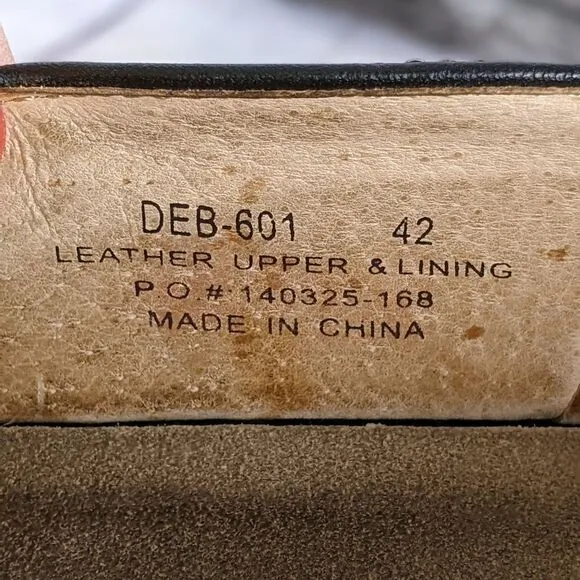 DEB-601 42
LEATHER UPPER & LINING
P.O.#:140325-168
MADE IN CHINA